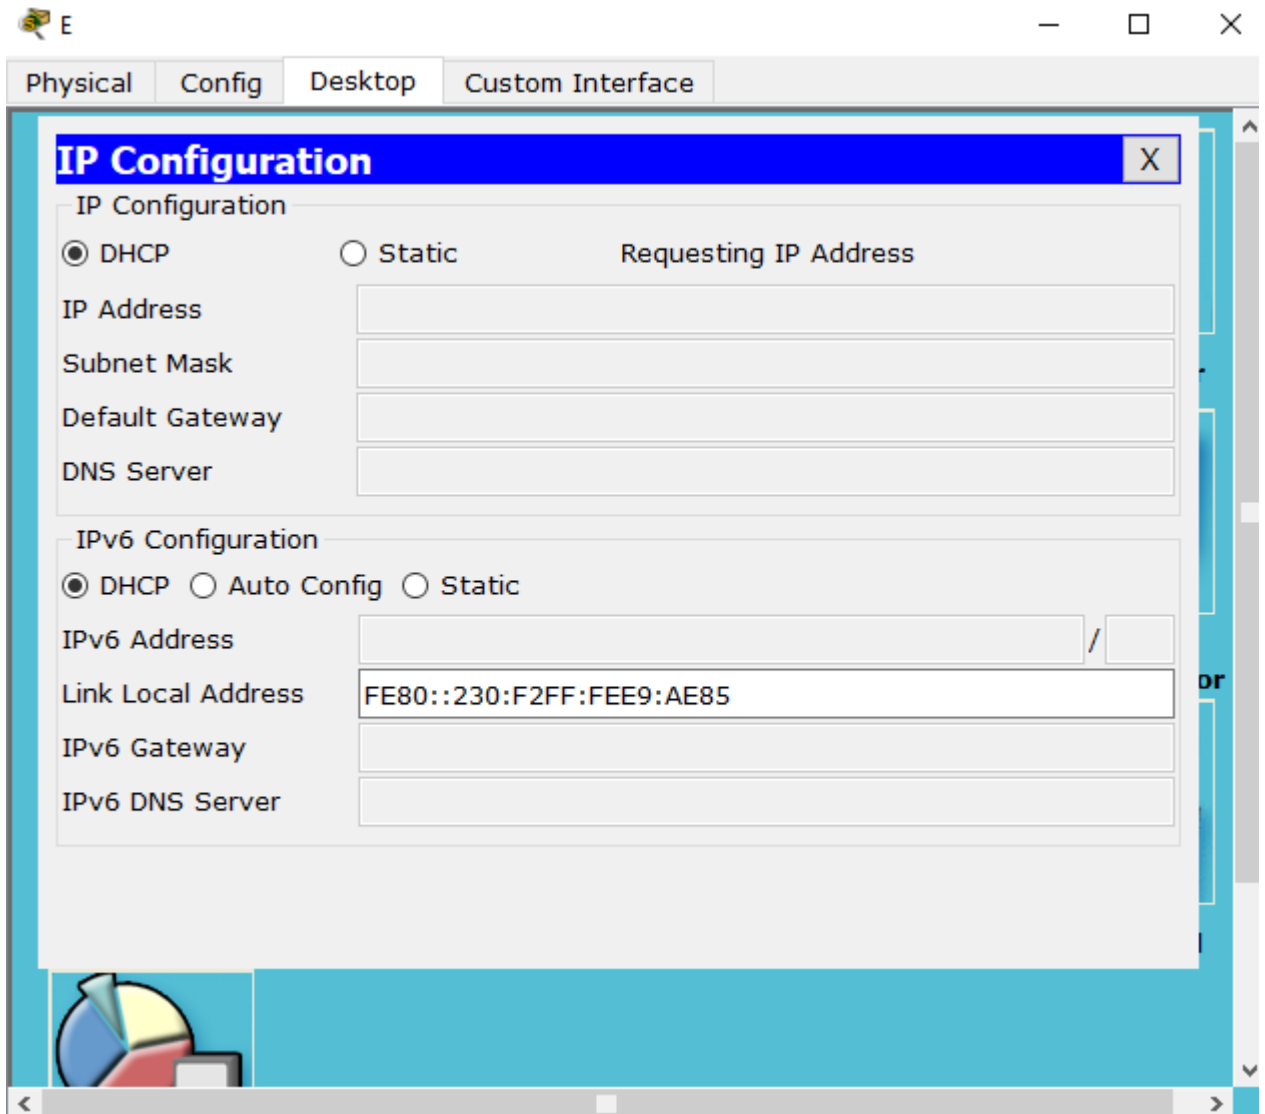 E
Physical Config Desktop Custom Interface
IP Configuration X
IP Configuration
DHCP Static Requesting IP Address
IP Address
Subnet Mask
Default Gateway
DNS Server
IPv6 Configuration
DHCP Auto Config Static
IPv6 Address /
Link Local Address FE80::230:F2FF:FEE9:AE85
or
IPv6 Gateway
IPv6 DNS Server